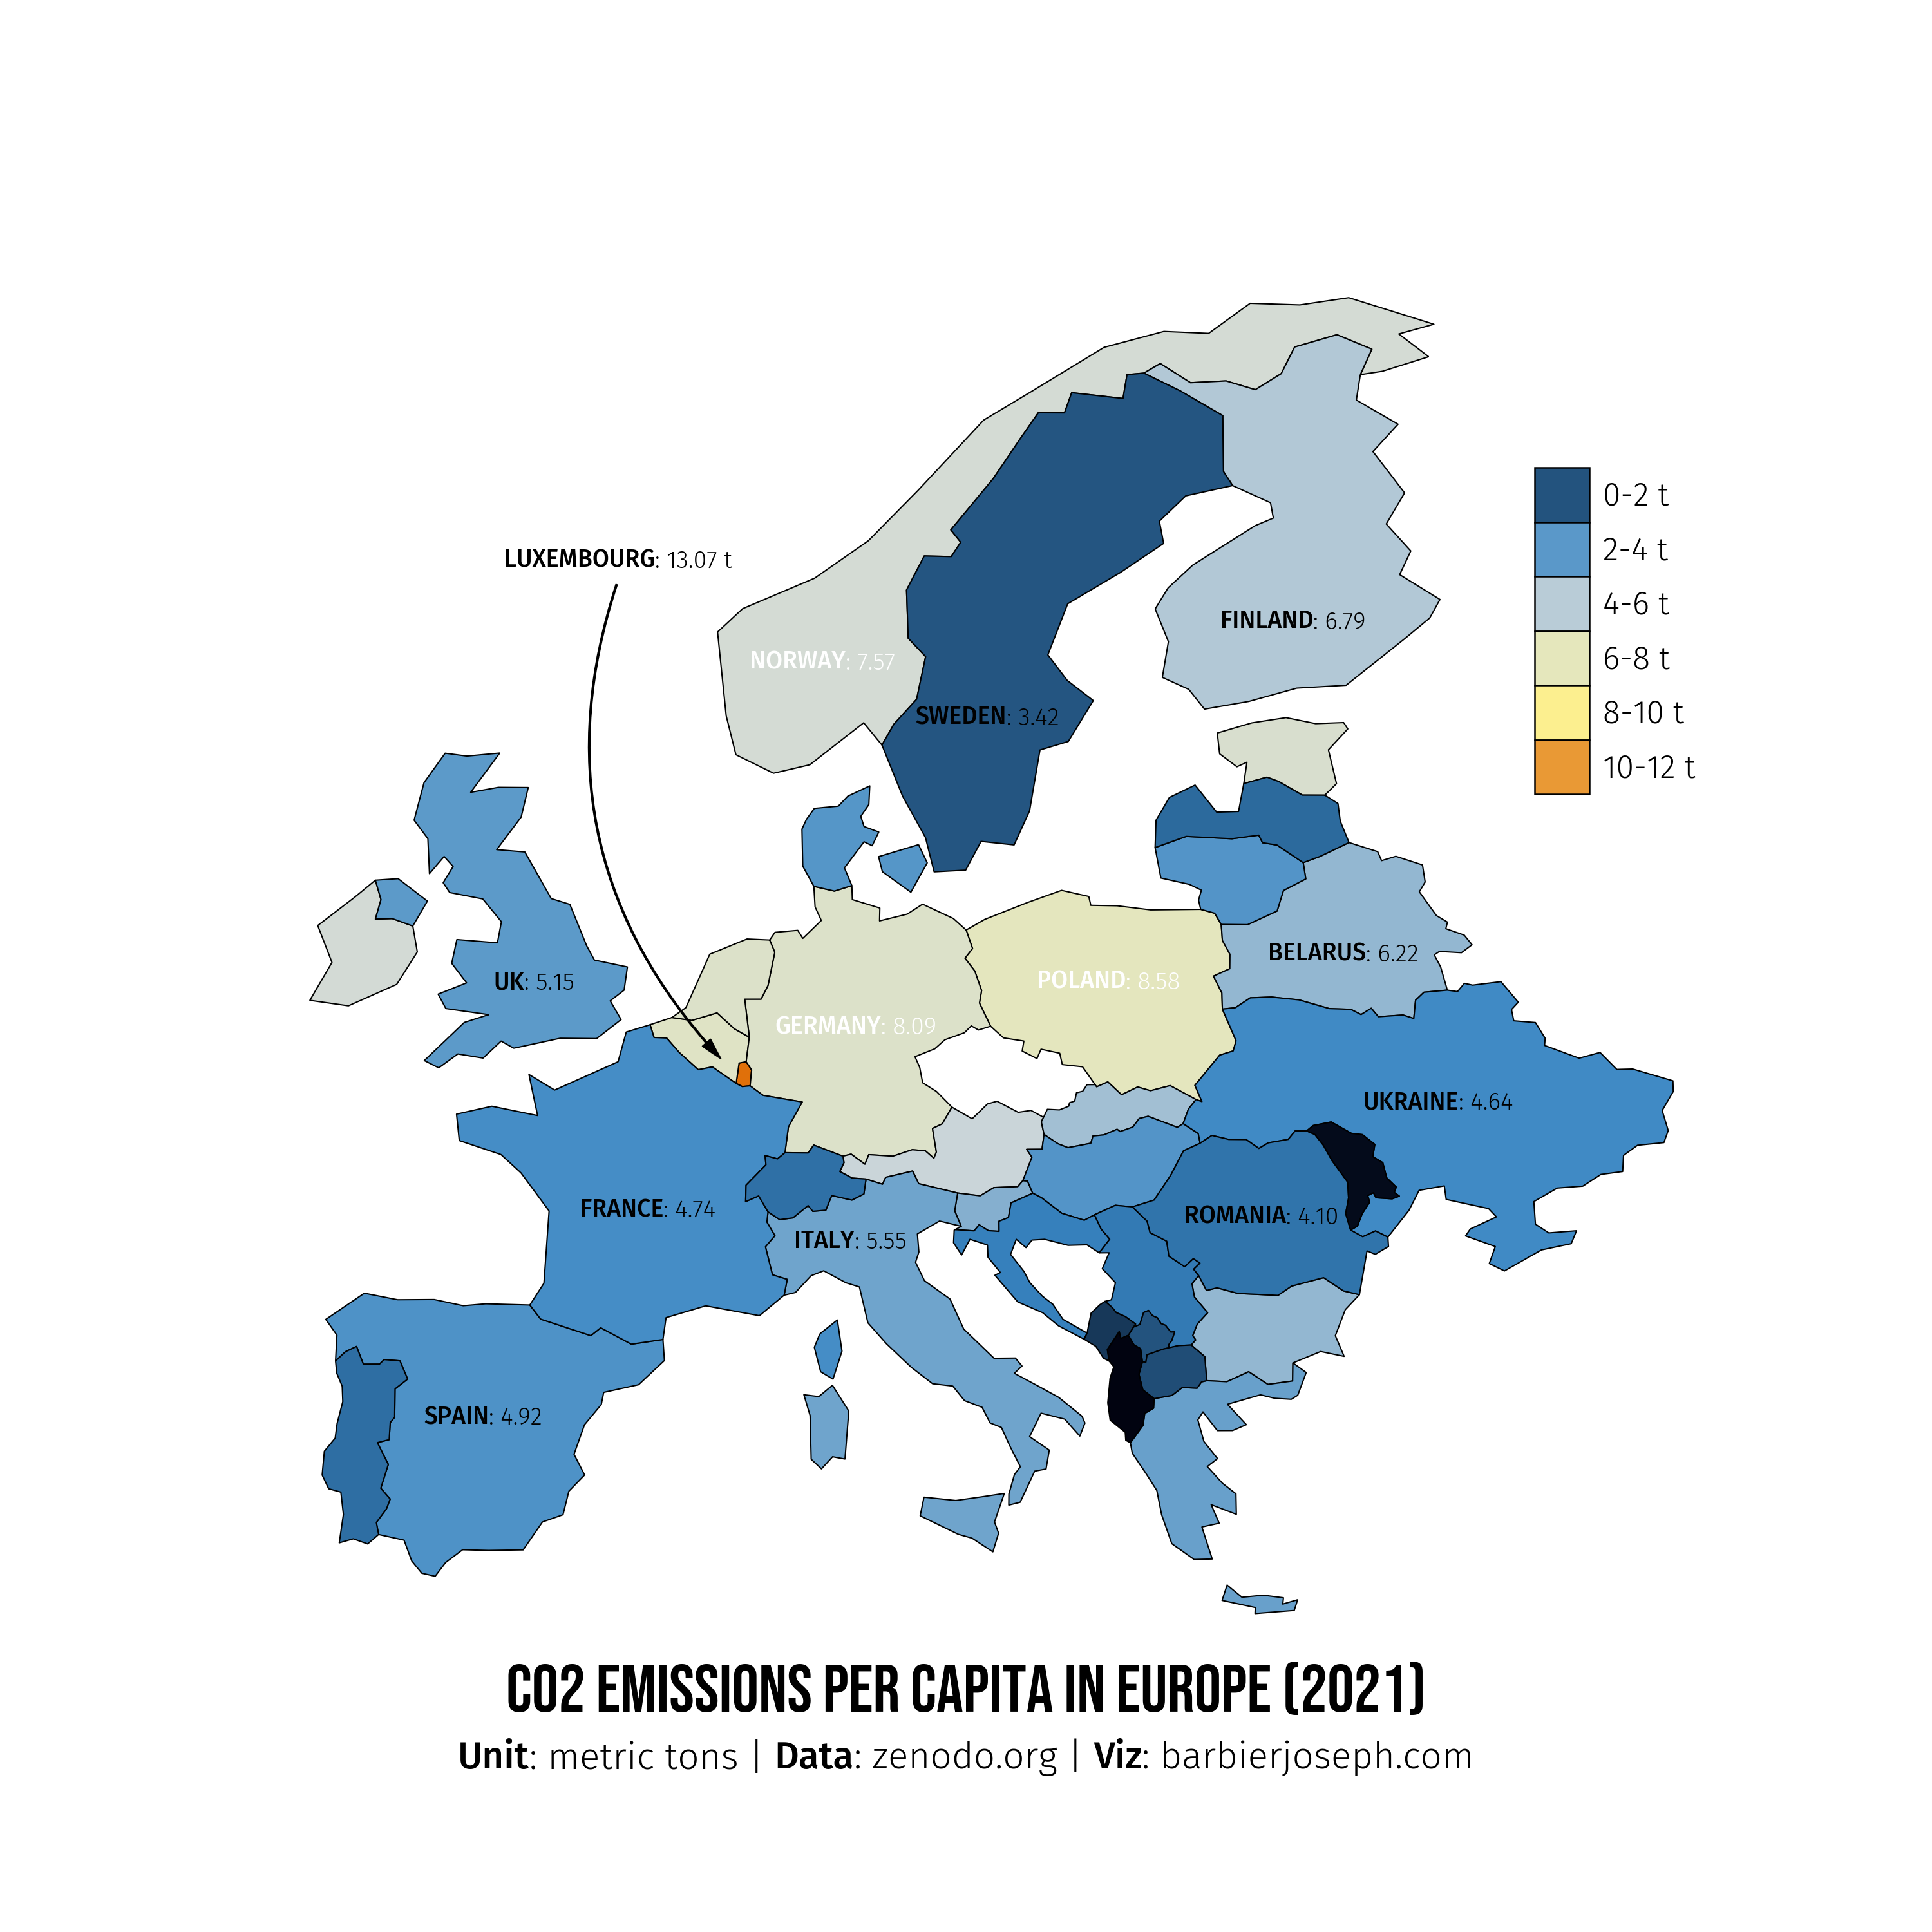 LUXEMBOURG: 13.07 t
0-2 t
2-4 t
4-6 t
6-8 t
8-10 t
10-12 t
FINLAND: 6.79
NORWAY: 7.57
SWEDEN: 3.42
BELARUS: 6.22
UK: 5.15
POLAND: 8.58
GERMANY: 8.09
UKRAINE: 4.64
FRANCE: 4.74
ROMANIA: 4.10
ITALY: 5.55
SPAIN: 4.92
CO2 EMISSIONS PER CAPITA IN EUROPE (2021)
Unit: metric tons | Data: zenodo.org | Viz: barbierjoseph.com